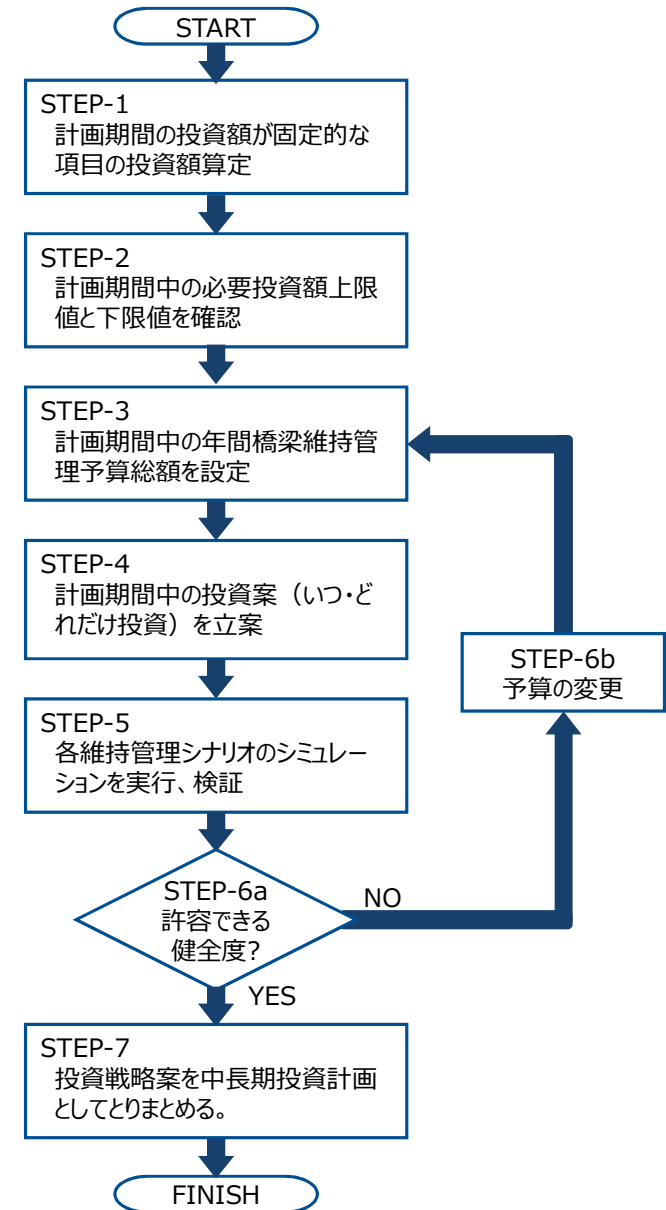 START
STEP-1
計画期間の投資額が固定的な
項目の投資額算定
STEP-2
計画期間中の必要投資額上限
値と下限値を確認
STEP-3
計画期間中の年間橋梁維持管
理予算総額を設定
STEP-4
計画期間中の投資案（いつ・ど
れだけ投資）を立案
STEP-5
各維持管理シナリオのシミュレー
ションを実行、検証
STEP-6a
許容できる
健全度？
NO
STEP-6b
予算の変更
YES
STEP-7
投資戦略案を中長期投資計画
としてとりまとめる。
FINISH